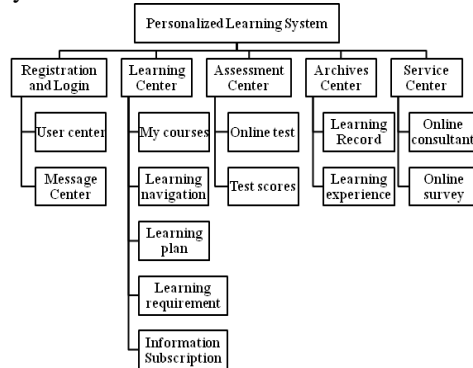 Personalized Learning System
Registration
and Login
Learning
Center
Assessment
Center
Archives
Center
Service
Center
User center
My courses
Online test
Learning
Record
Online
consultant
Message
Center
Learning
navigation
Test scores
Learning
experience
Online
survey
Learning
plan
Learning
requirement
Information
Subscription